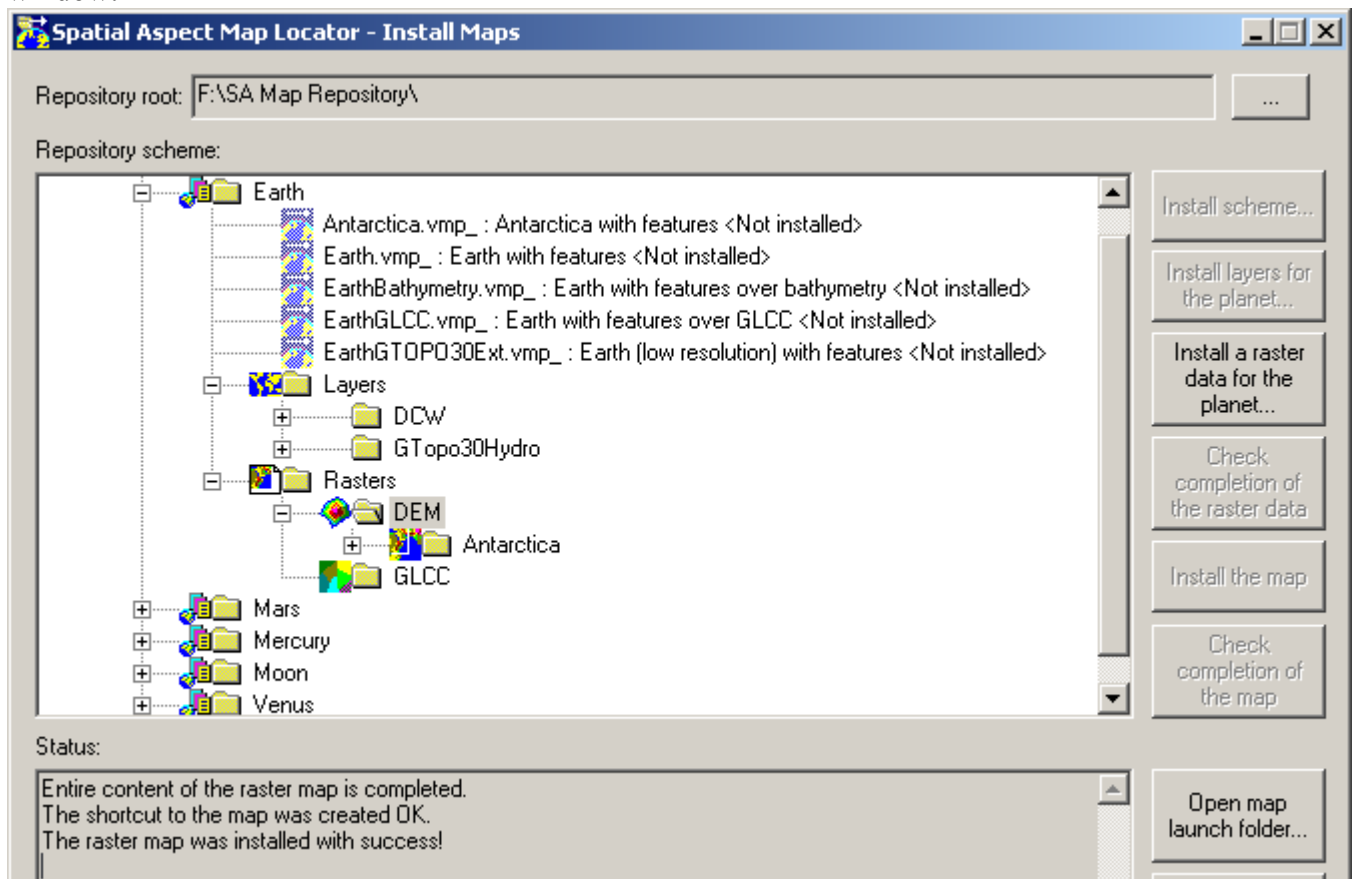 Spatial Aspect Map Locator - Install Maps
Repository root: F:\SA Map Repository\ ...
Repository scheme:
Earth
Antarctica.vmp_ : Antarctica with features <Not installed>
Earth.vmp_ : Earth with features <Not installed>
EarthBathymetry.vmp_ : Earth with features over bathymetry <Not installed>
EarthGLCC.vmp_ : Earth with features over GLCC <Not installed>
EarthGTOPO30Ext.vmp_ : Earth (low resolution) with features <Not installed>
Layers
DCW
GTopo30Hydro
Rasters
DEM
Antarctica
GLCC
Mars
Mercury
Moon
Venus
Install scheme...
Install layers for
the planet...
Install a raster
data for the
planet...
Check
completion of
the raster data
Install the map
Check
completion of
the map
Status:
Entire content of the raster map is completed.
The shortcut to the map was created OK.
The raster map was installed with success!
Open map
launch folder...